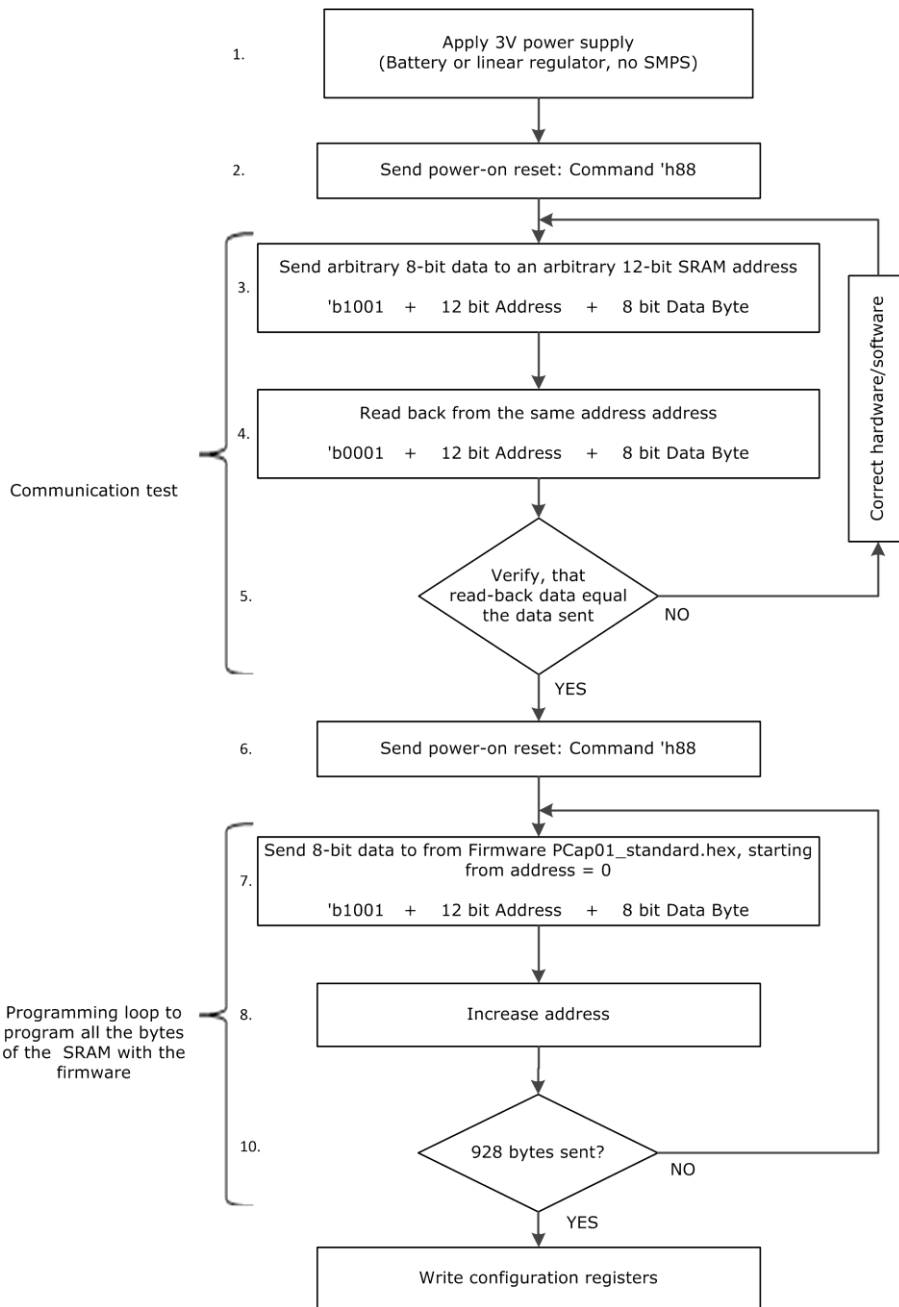 1.
Apply 3V power supply
(Battery or linear regulator, no SMPS)
2.
Send power-on reset: Command 'h88
3.
Send arbitrary 8-bit data to an arbitrary 12-bit SRAM address
'b1001 + 12 bit Address + 8 bit Data Byte
Correct hardware/software
4.
Read back from the same address address
'b0001 + 12 bit Address + 8 bit Data Byte
Communication test
5.
Verify, that
read-back data equal
the data sent
NO
YES
6.
Send power-on reset: Command 'h88
7.
Send 8-bit data to from Firmware PCap01_standard.hex, starting
from address = 0
'b1001 + 12 bit Address + 8 bit Data Byte
Programming loop to
program all the bytes
of the SRAM with the
firmware
8.
Increase address
10.
928 bytes sent?
NO
YES
Write configuration registers